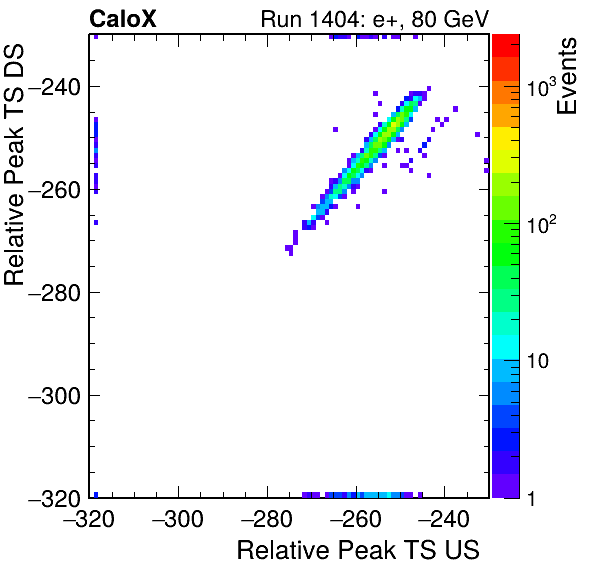 CaloX Run 1404: e+, 80 GeV
Relative Peak TS DS
−240
−260
−280
−300
−320
−320 −300 −280 −260 −240
Relative Peak TS US
Events
10³
10²
10
1